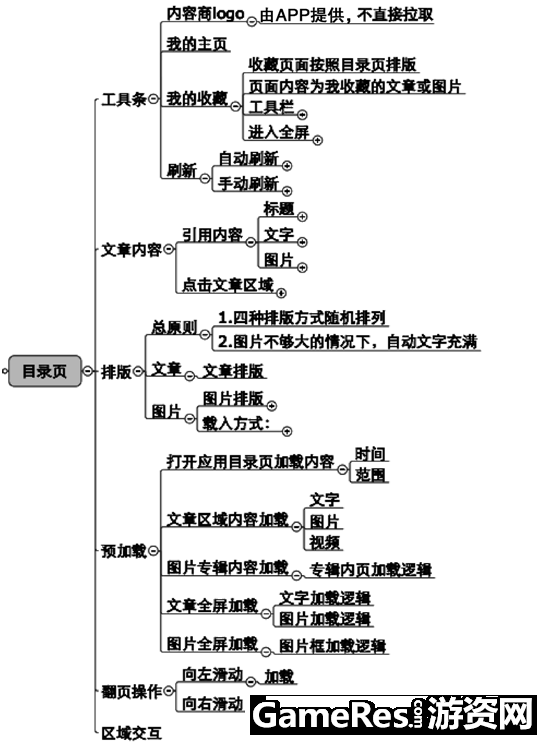 内容商logo
由APP提供，不直接拉取
我的主页
工具条
我的收藏
收藏页面按照目录页排版
页面内容为我收藏的文章或图片
工具栏
进入全屏
刷新
自动刷新
手动刷新
文章内容
引用内容
标题
文字
图片
点击文章区域
目录页
排版
总原则
1.四种排版方式随机排列
2.图片不够大的情况下，自动文字充满
文章
文章排版
图片
图片排版
载入方式：
预加载
打开应用目录页加载内容
时间
范围
文章区域内容加载
文字
图片
视频
图片专辑内容加载
专辑内页加载逻辑
文章全屏加载
文字加载逻辑
图片加载逻辑
图片全屏加载
图片框加载逻辑
翻页操作
向左滑动
加载
向右滑动
区域交互
GameRes.com游资网